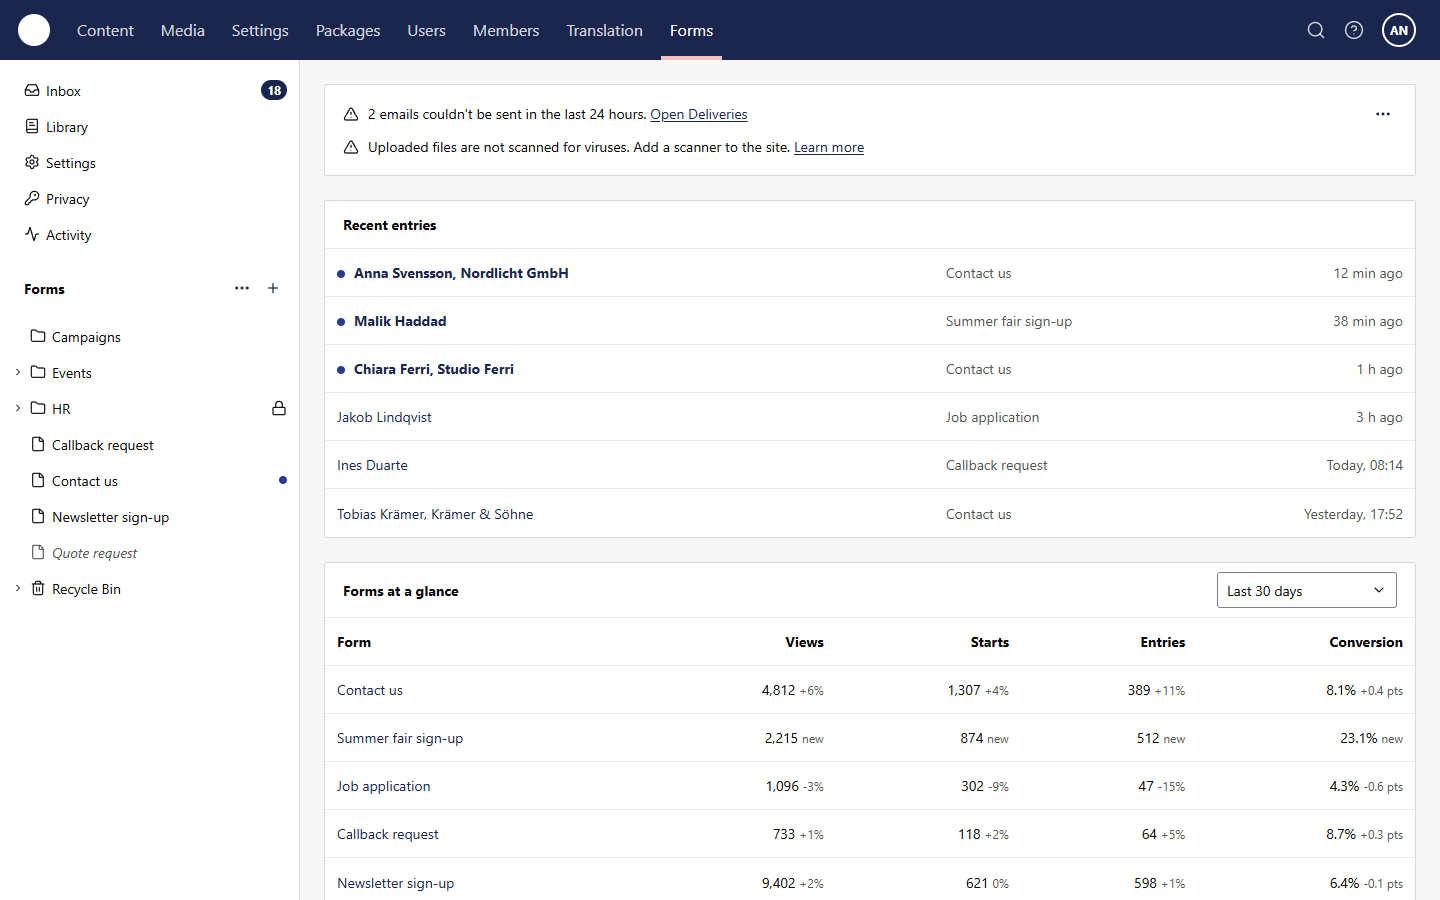 Content Media Settings Packages Users Members Translation Forms AN
Inbox 18
Library
Settings
Privacy
Activity
Forms
Campaigns
Events
HR
Callback request
Contact us
Newsletter sign-up
Quote request
Recycle Bin
2 emails couldn't be sent in the last 24 hours. Open Deliveries
Uploaded files are not scanned for viruses. Add a scanner to the site. Learn more
Recent entries
Anna Svensson, Nordlicht GmbH Contact us 12 min ago
Malik Haddad Summer fair sign-up 38 min ago
Chiara Ferri, Studio Ferri Contact us 1 h ago
Jakob Lindqvist Job application 3 h ago
Ines Duarte Callback request Today, 08:14
Tobias Krämer, Krämer & Söhne Contact us Yesterday, 17:52
Forms at a glance Last 30 days
Form Views Starts Entries Conversion
Contact us 4,812 +6% 1,307 +4% 389 +11% 8.1% +0.4 pts
Summer fair sign-up 2,215 new 874 new 512 new 23.1% new
Job application 1,096 -3% 302 -9% 47 -15% 4.3% -0.6 pts
Callback request 733 +1% 118 +2% 64 +5% 8.7% +0.3 pts
Newsletter sign-up 9,402 +2% 621 0% 598 +1% 6.4% -0.1 pts